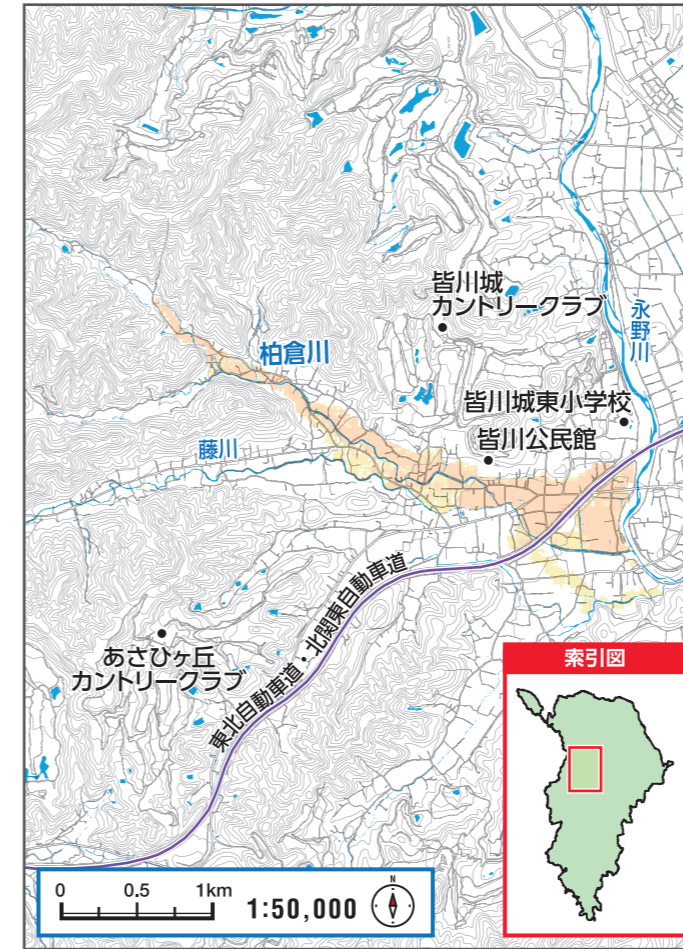 皆川城
カントリークラブ
永野川
柏倉川
皆川城東小学校
皆川公民館
藤川
東北自動車道・北関東自動車道
あさひヶ丘
カントリークラブ
索引図
0 0.5 1km
1:50,000
N